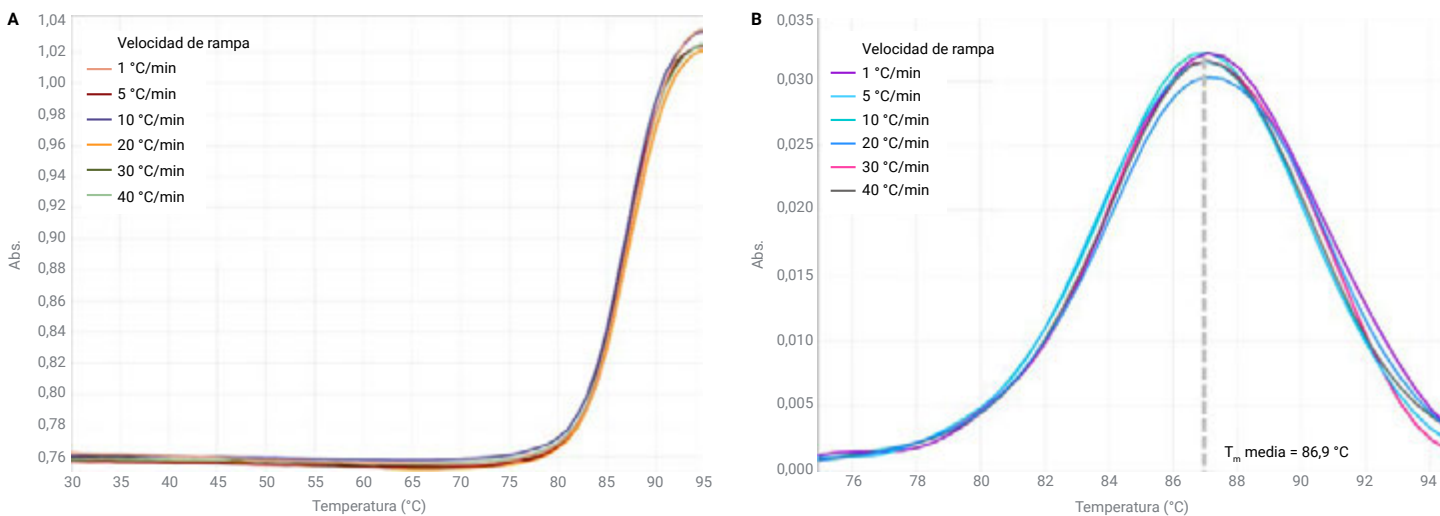 A
1,04
1,02
1,00
0,98
0,96
0,94
0,92
0,90
0,88
0,86
0,84
0,82
0,80
0,78
0,76
Abs.
Velocidad de rampa
1 °C/min
5 °C/min
10 °C/min
20 °C/min
30 °C/min
40 °C/min
30 35 40 45 50 55 60 65 70 75 80 85 90 95
Temperatura (°C)
B
0,035
0,030
0,025
0,020
0,015
0,010
0,005
0,000
Abs.
Velocidad de rampa
1 °C/min
5 °C/min
10 °C/min
20 °C/min
30 °C/min
40 °C/min
Tm media = 86,9 °C
76 78 80 82 84 86 88 90 92 94
Temperatura (°C)